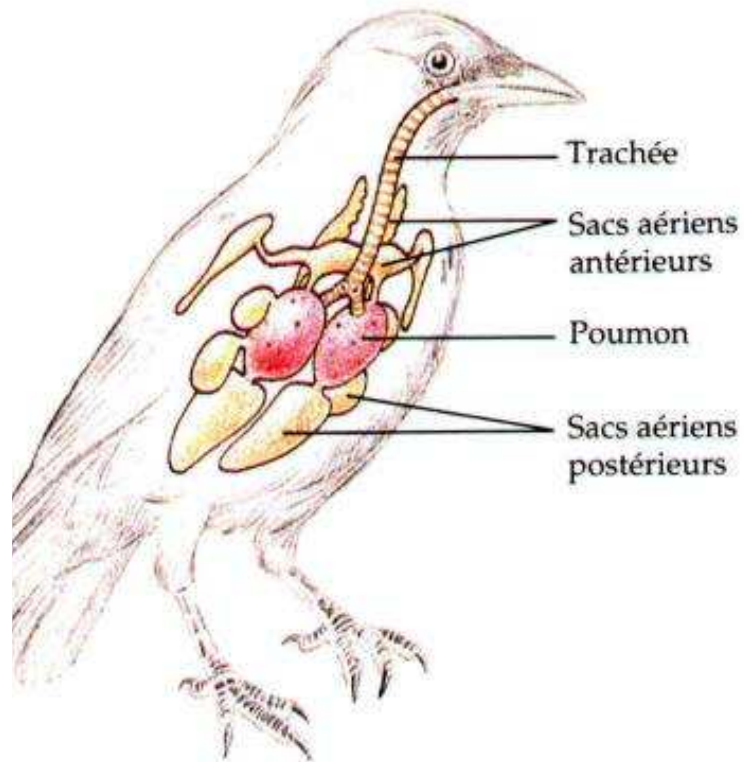 Trachée
Sacs aériens
antérieurs
Poumon
Sacs aériens
postérieurs